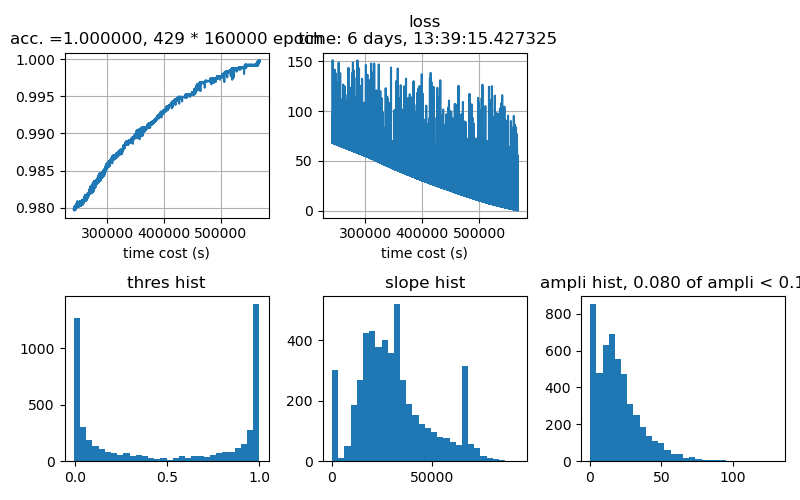 loss
acc. =1.000000, 429 * 160000 epoch
time: 6 days, 13:39:15.427325
1.000
0.995
0.990
0.985
0.980
300000 400000 500000
time cost (s)
150
100
50
0
300000 400000 500000
time cost (s)
thres hist
1000
500
0
0.0 0.5 1.0
slope hist
400
200
0
0 50000
ampli hist, 0.080 of ampli < 0.1
800
600
400
200
0
0 50 100